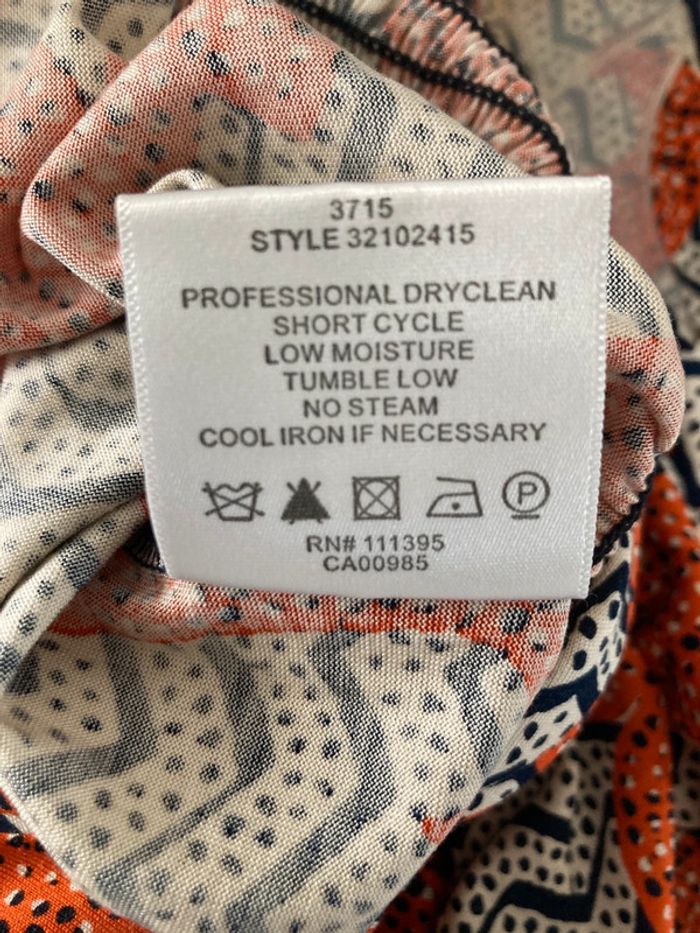 3715
STYLE 32102415
PROFESSIONAL DRYCLEAN
SHORT CYCLE
LOW MOISTURE
TUMBLE LOW
NO STEAM
COOL IRON IF NECESSARY
P
RN# 111395
CA00985